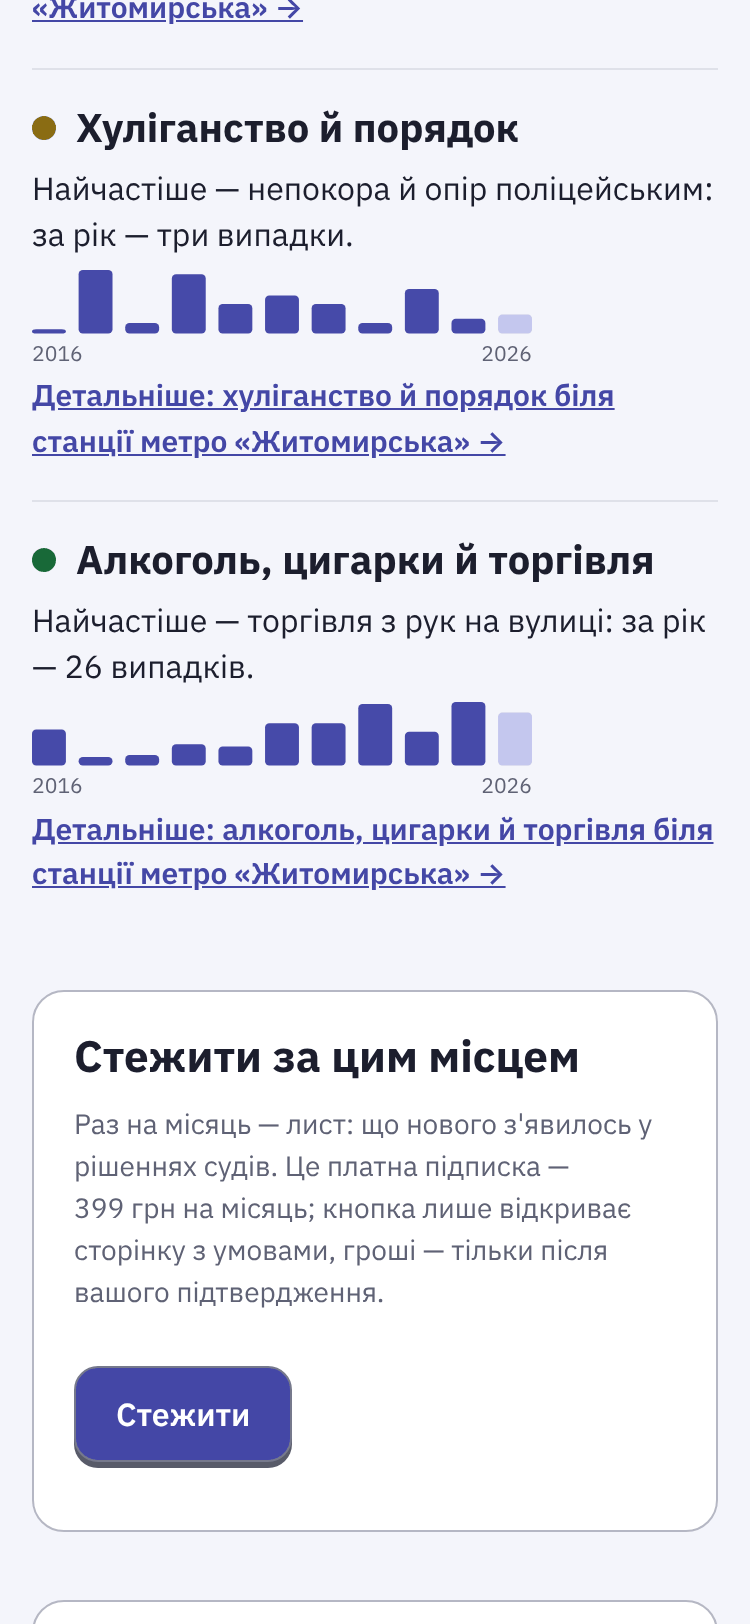 «Житомирська» →
Хуліганство й порядок
Найчастіше — непокора й опір поліцейським:
за рік — три випадки.
2016 2026
Детальніше: хуліганство й порядок біля
станції метро «Житомирська» →
Алкоголь, цигарки й торгівля
Найчастіше — торгівля з рук на вулиці: за рік
— 26 випадків.
2016 2026
Детальніше: алкоголь, цигарки й торгівля біля
станції метро «Житомирська» →
Стежити за цим місцем
Раз на місяць — лист: що нового з'явилось у
рішеннях судів. Це платна підписка —
399 грн на місяць; кнопка лише відкриває
сторінку з умовами, гроші — тільки після
вашого підтвердження.
Стежити